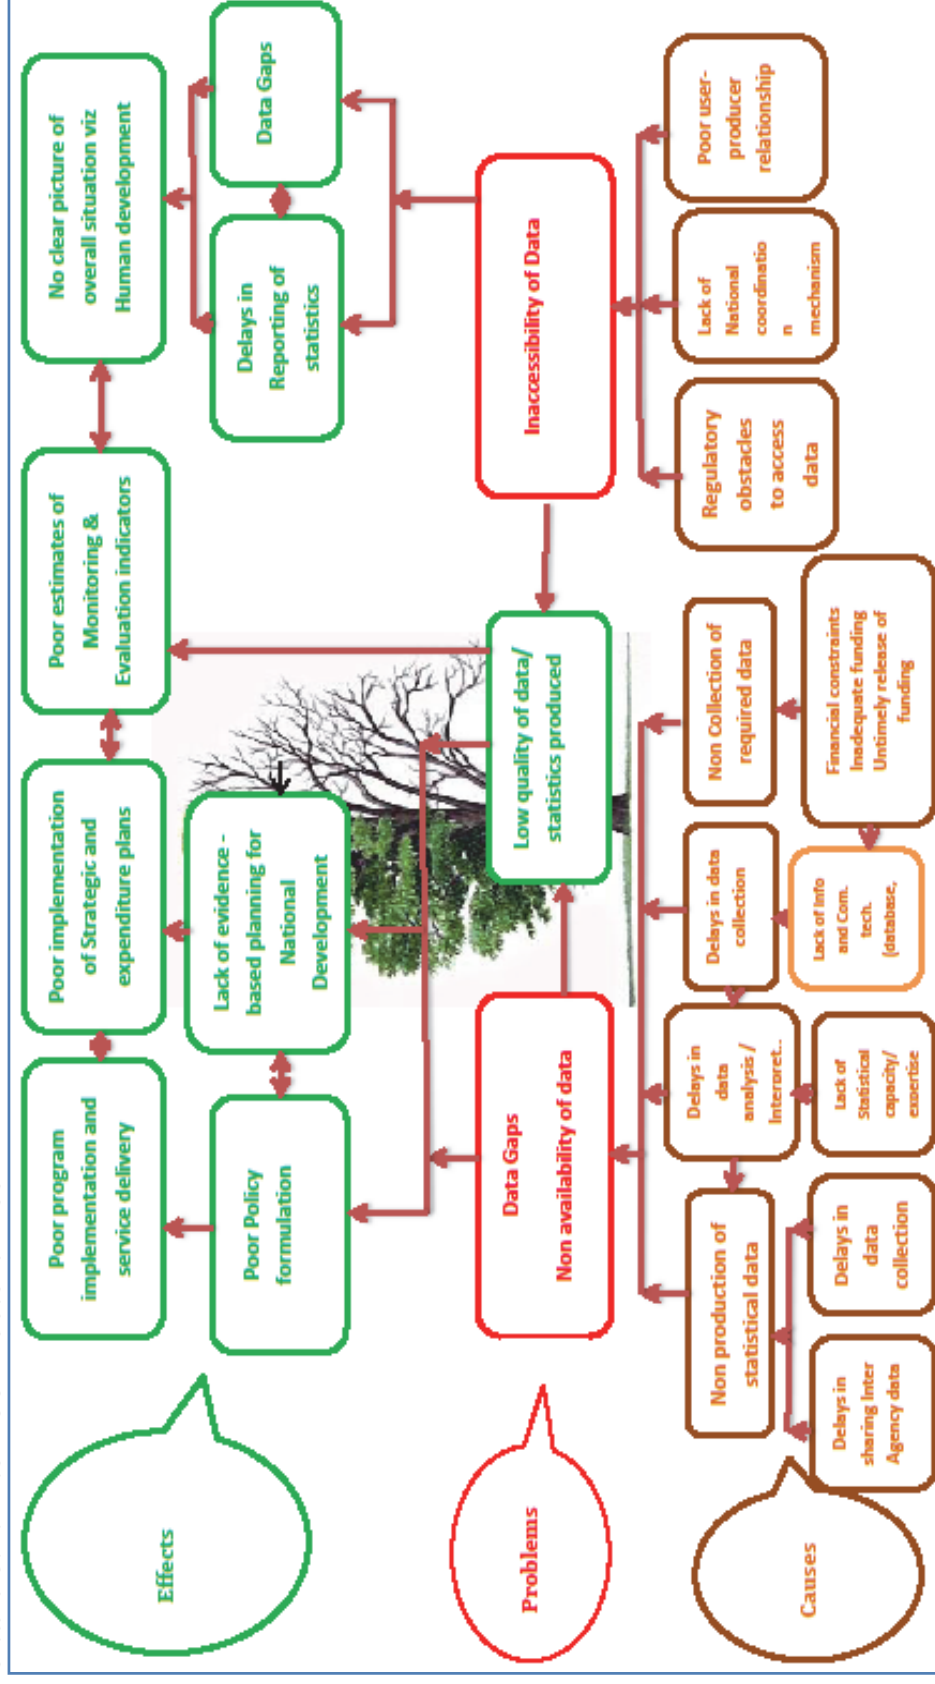 Effects
Poor program
implementation and
service delivery
Poor implementation
of Strategic and
expenditure plans
Poor estimates of
Monitoring &
Evaluation indicators
No clear picture of
overall situation viz
Human development
Poor Policy
formulation
Lack of evidence -
based planning for
National
Development
Delays in
Reporting of
statistics
Data Gaps
Problems
Data Gaps
Non availability of data
Low quality of data/
statistics produced
Inaccessibility of Data
Causes
Non production of
statistical data
Delays in
data
analysis /
Interpret..
Delays in data
collection
Non Collection of
required data
Regulatory
obstacles
to access
data
Lack of
National
coordinatio
n
mechanism
Poor user-
producer
relationship
Delays in
sharing Inter
Agency data
Delays in
data
collection
Lack of
Statistical
capacity/
expertise
Lack of Info
and Com.
tech.
(database,
Financial constraints
Inadequate funding
Untimely release of
funding